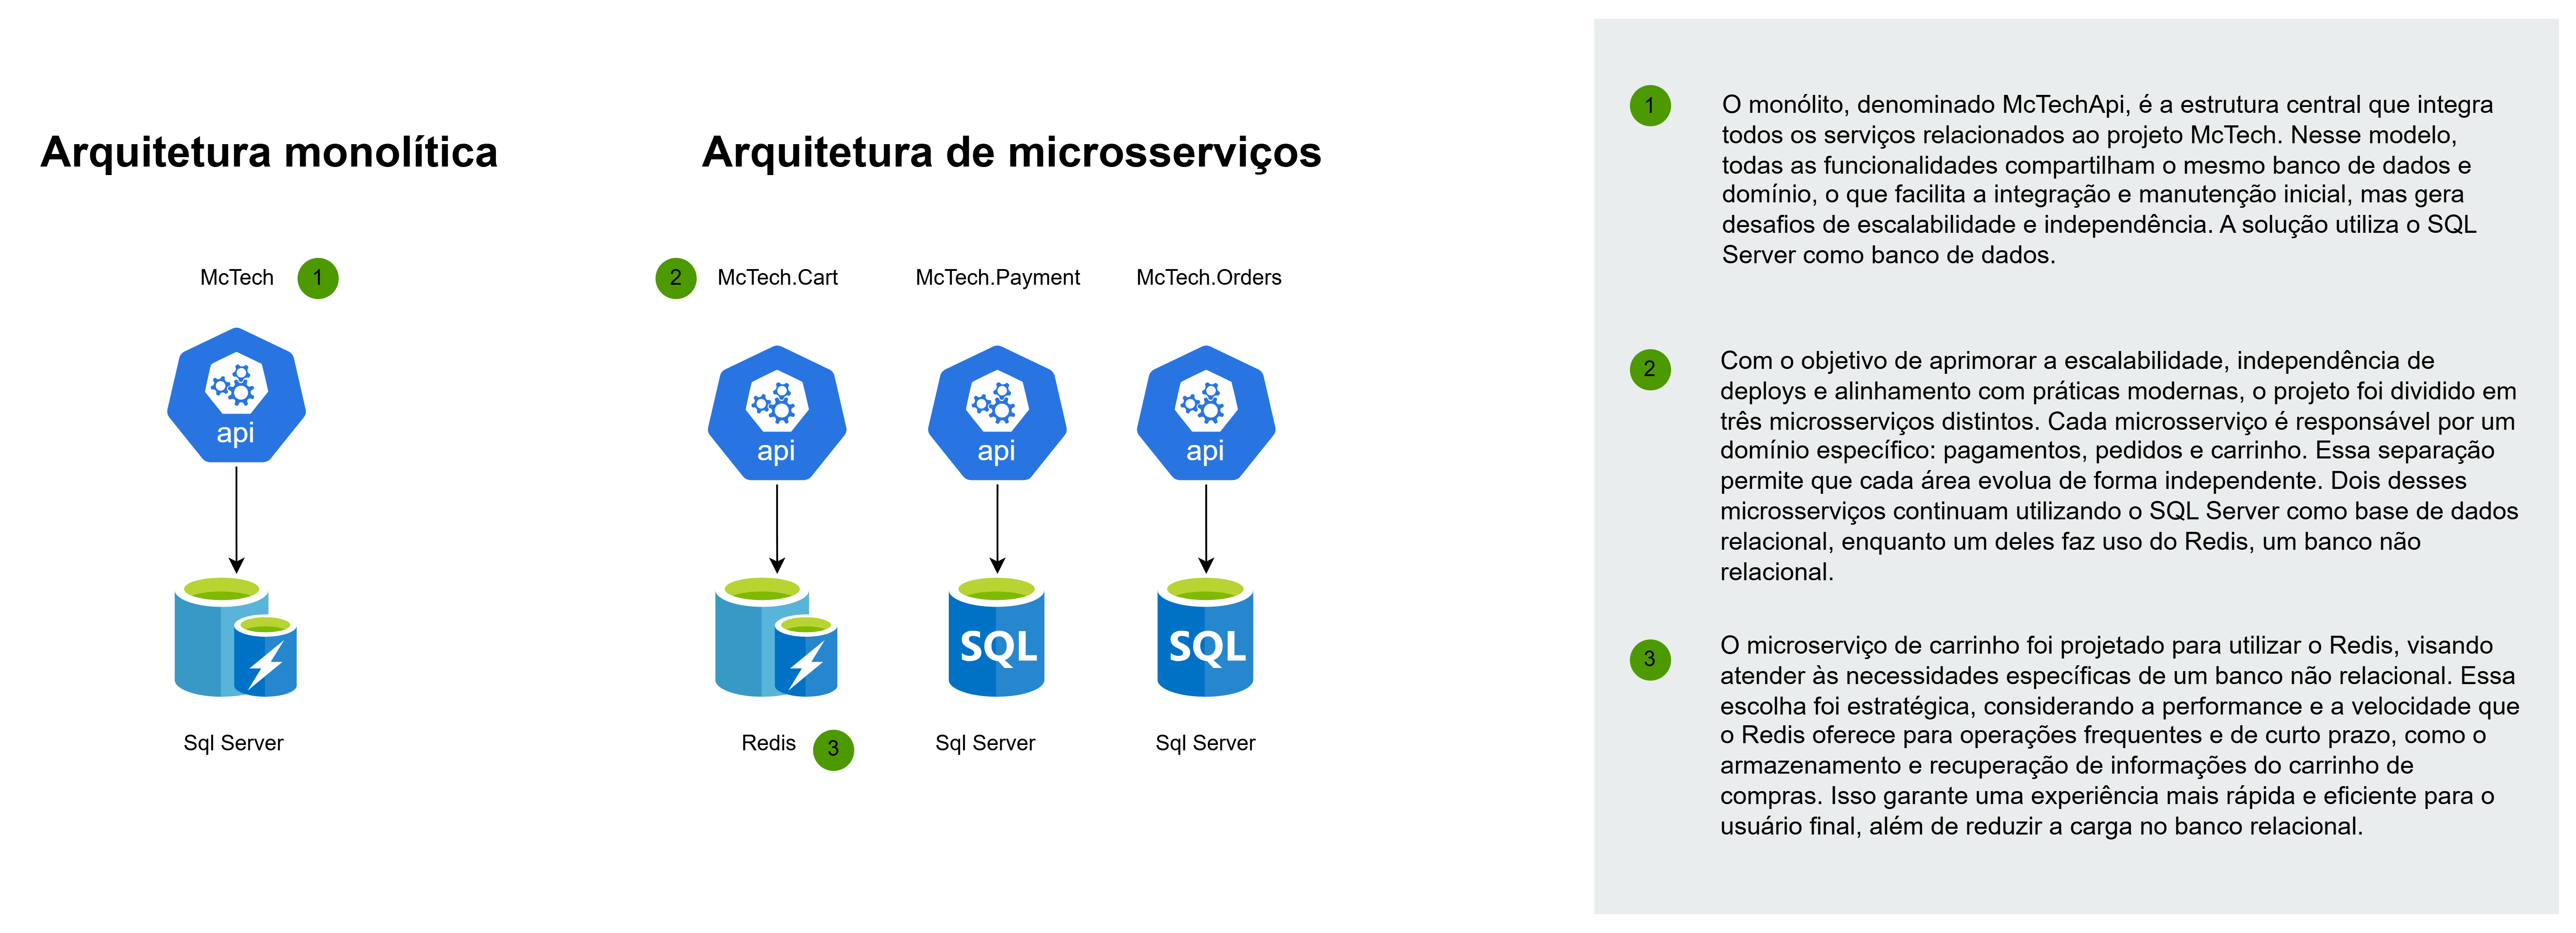 Arquitetura monolítica
Arquitetura de microsserviços
McTech
1
2
McTech.Cart
McTech.Payment
McTech.Orders
api
api
api
api
SQL
SQL
Sql Server
Redis
3
Sql Server
Sql Server
1
O monólito, denominado McTechApi, é a estrutura central que integra
todos os serviços relacionados ao projeto McTech. Nesse modelo,
todas as funcionalidades compartilham o mesmo banco de dados e
domínio, o que facilita a integração e manutenção inicial, mas gera
desafios de escalabilidade e independência. A solução utiliza o SQL
Server como banco de dados.
2
Com o objetivo de aprimorar a escalabilidade, independência de
deploys e alinhamento com práticas modernas, o projeto foi dividido em
três microsserviços distintos. Cada microsserviço é responsável por um
domínio específico: pagamentos, pedidos e carrinho. Essa separação
permite que cada área evolua de forma independente. Dois desses
microsserviços continuam utilizando o SQL Server como base de dados
relacional, enquanto um deles faz uso do Redis, um banco não
relacional.
3
O microserviço de carrinho foi projetado para utilizar o Redis, visando
atender às necessidades específicas de um banco não relacional. Essa
escolha foi estratégica, considerando a performance e a velocidade que
o Redis oferece para operações frequentes e de curto prazo, como o
armazenamento e recuperação de informações do carrinho de
compras. Isso garante uma experiência mais rápida e eficiente para o
usuário final, além de reduzir a carga no banco relacional.